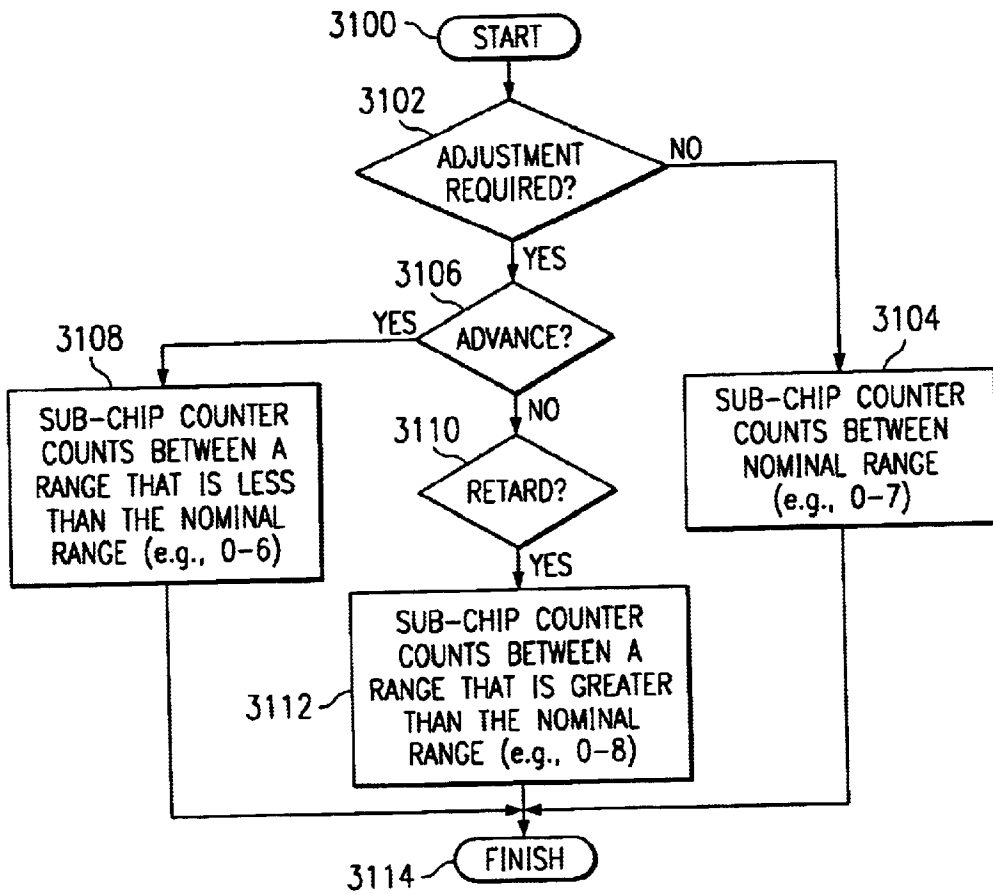 3100
START
3102
ADJUSTMENT
REQUIRED?
NO
YES
3106
ADVANCE?
YES
3108
SUB-CHIP COUNTER
COUNTS BETWEEN A
RANGE THAT IS LESS
THAN THE NOMINAL
RANGE (e.g., 0-6)
NO
3110
RETARD?
3104
SUB-CHIP COUNTER
COUNTS BETWEEN
NOMINAL RANGE
(e.g., 0-7)
YES
3112
SUB-CHIP COUNTER
COUNTS BETWEEN A
RANGE THAT IS GREATER
THAN THE NOMINAL
RANGE (e.g., 0-8)
3114
FINISH